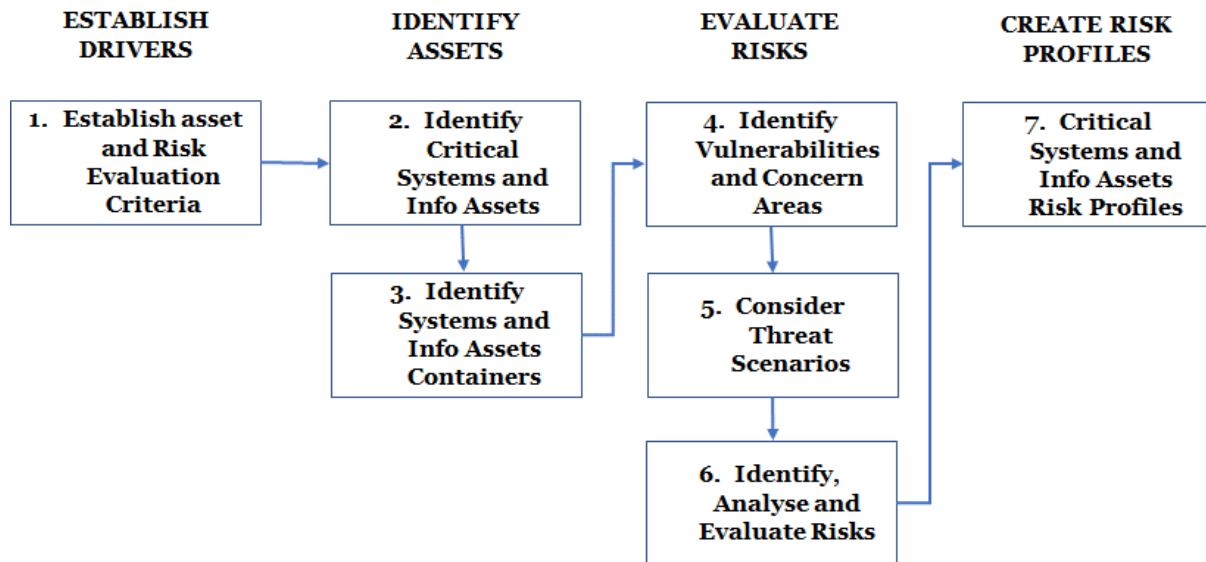 ESTABLISH
DRIVERS
IDENTIFY
ASSETS
EVALUATE
RISKS
CREATE RISK
PROFILES
1. Establish asset
and Risk
Evaluation
Criteria
2. Identify
Critical
Systems and
Info Assets
3. Identify
Systems and
Info Assets
Containers
4. Identify
Vulnerabilities
and Concern
Areas
5. Consider
Threat
Scenarios
6. Identify,
Analyse and
Evaluate Risks
7. Critical
Systems and
Info Assets
Risk Profiles